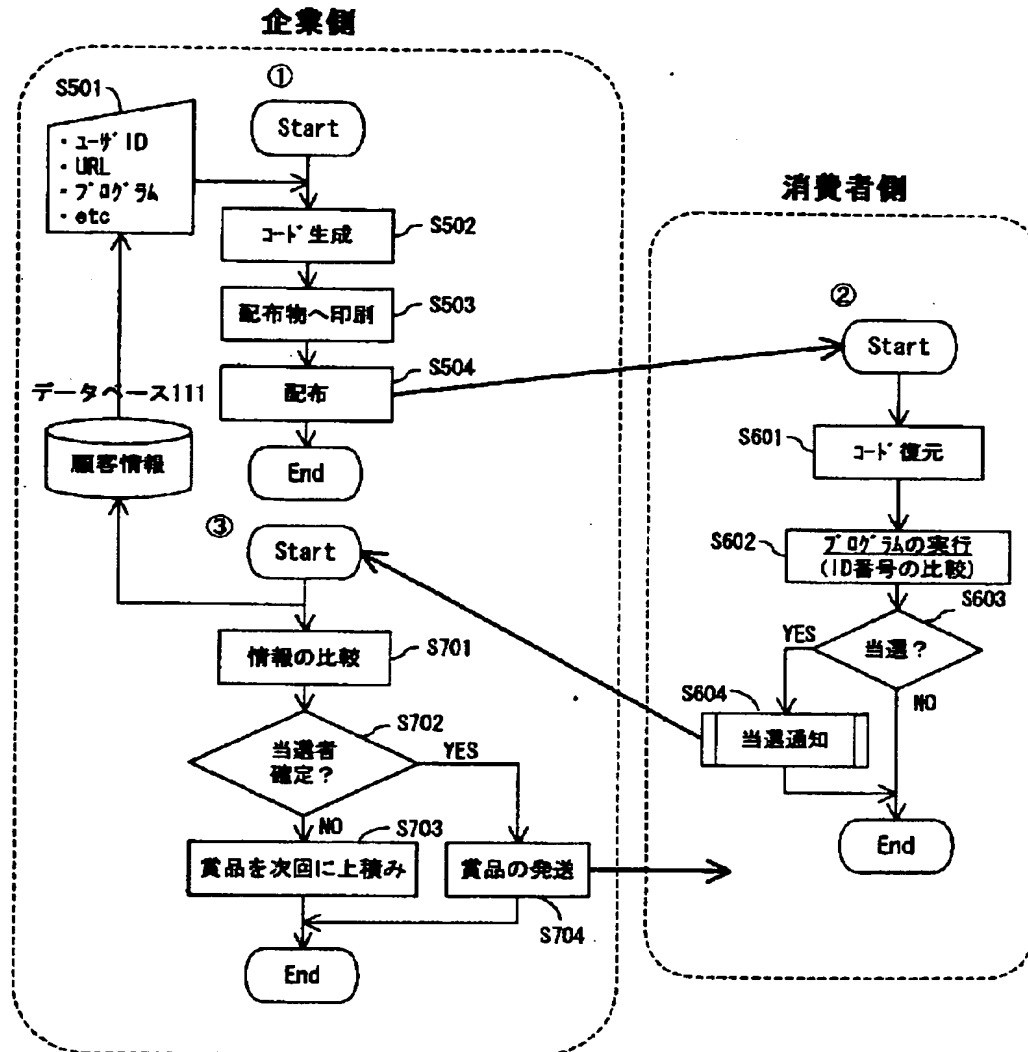 企業側
①
S501
Start
・ユーザID
・URL
・プログラム
・etc
コード生成
S502
配布物へ印刷
S503
配布
S504
End
データベース111
顧客情報
③
Start
情報の比較
S701
当選者
確定?
S702
YES
NO
S703
賞品を次回に上積み
賞品の発送
S704
End
消費者側
②
Start
S601
コード復元
S602
プログラムの実行
(ID番号の比較)
S603
当選?
YES
NO
S604
当選通知
End